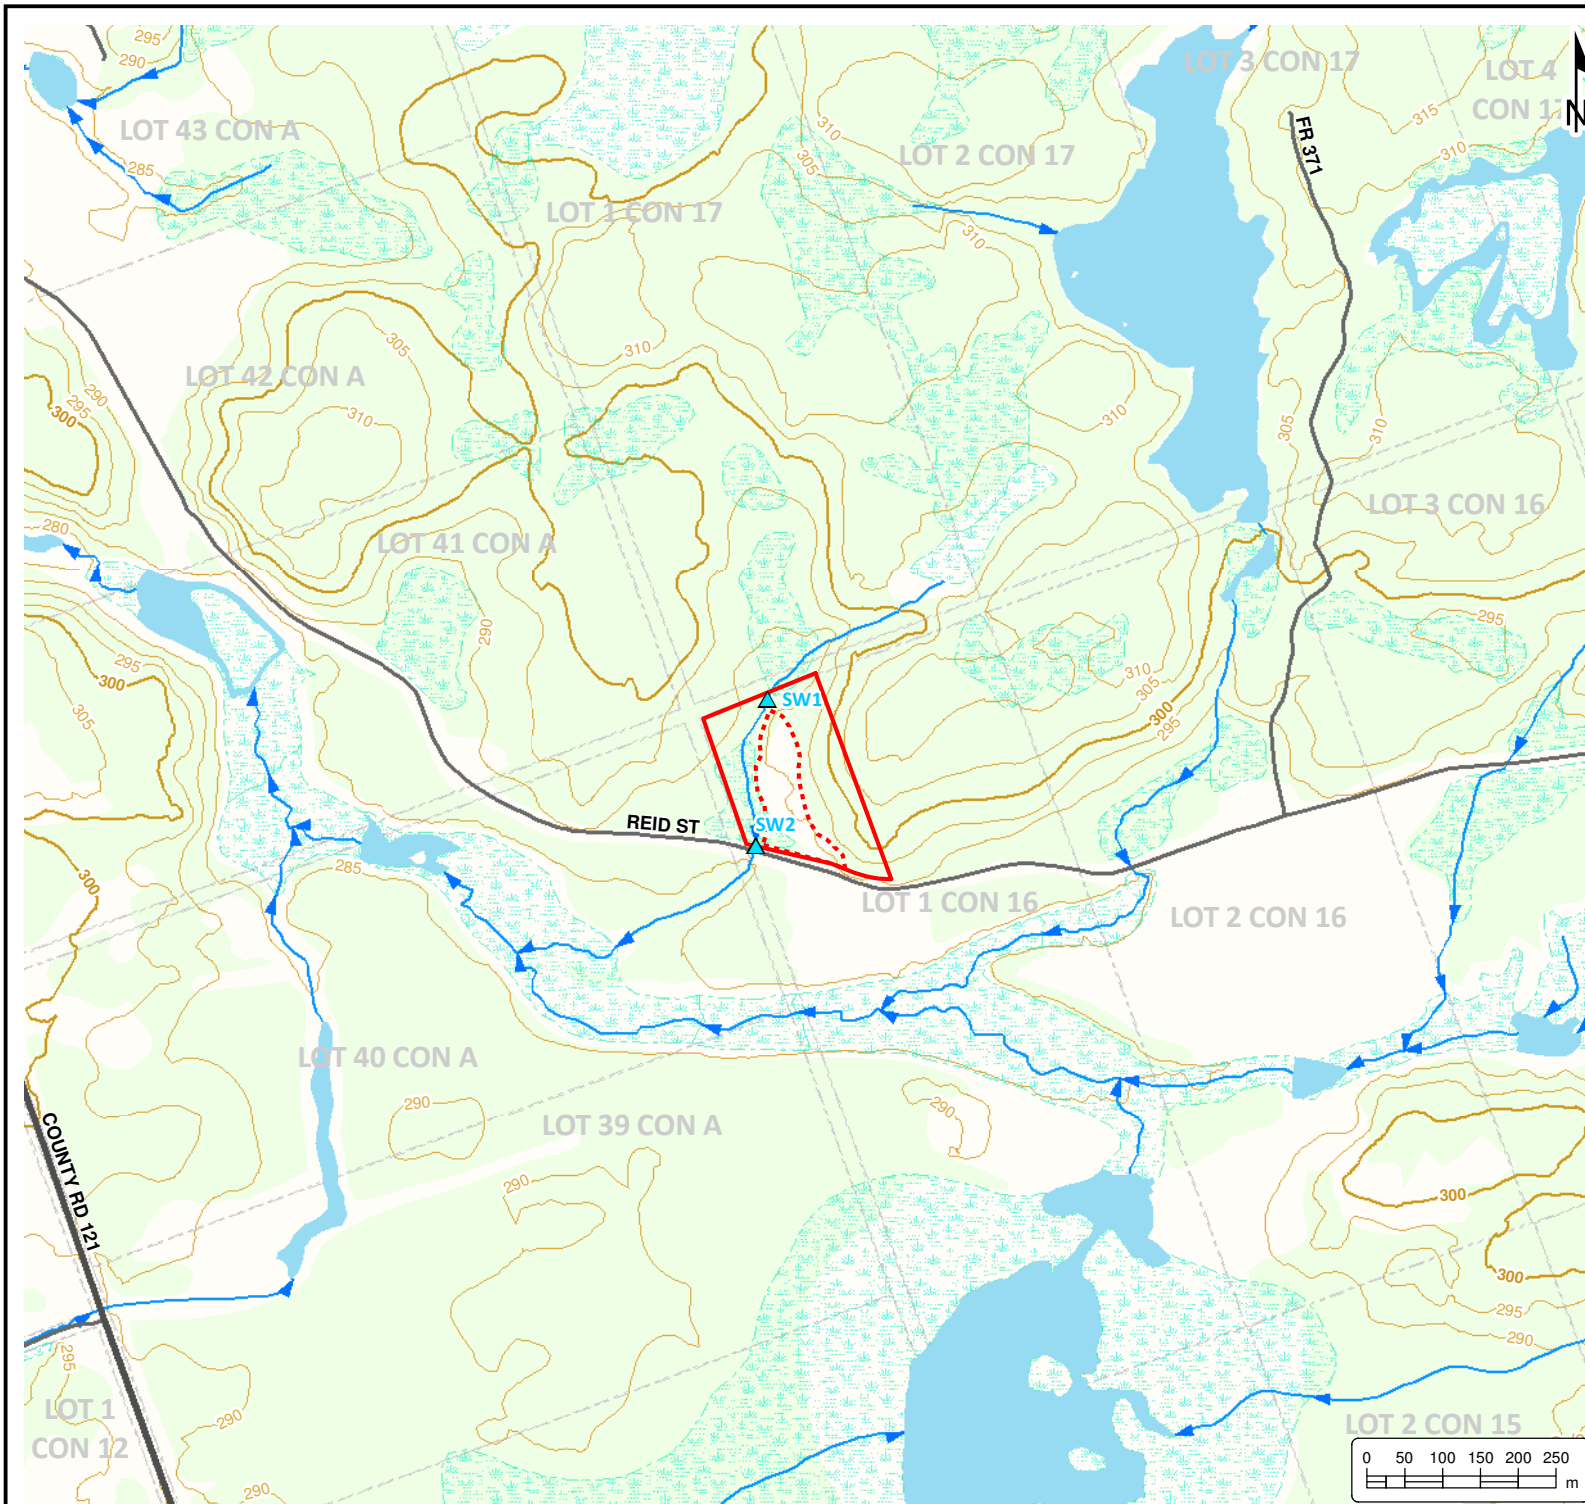 295
290
LOT 3 CON 17
LOT 4
CON 17
N
LOT 43 CON A
285
310
305
LOT 2 CON 17
FR 371
315
310
LOT 1 CON 17
310
310
305
LOT 42 CON A
290
295
300
310
310
305
310
LOT 3 CON 16
280
LOT 41 CON A
290
295
295
300
305
310
305
300
295
SW1
SW2
REID ST
285
300
LOT 1 CON 16
LOT 2 CON 16
LOT 40 CON A
290
290
LOT 39 CON A
COUNTY RD 121
290
300
300
295
290
295
LOT 1
CON 12
290
LOT 2 CON 15
290
0 50 100 150 200 250
m